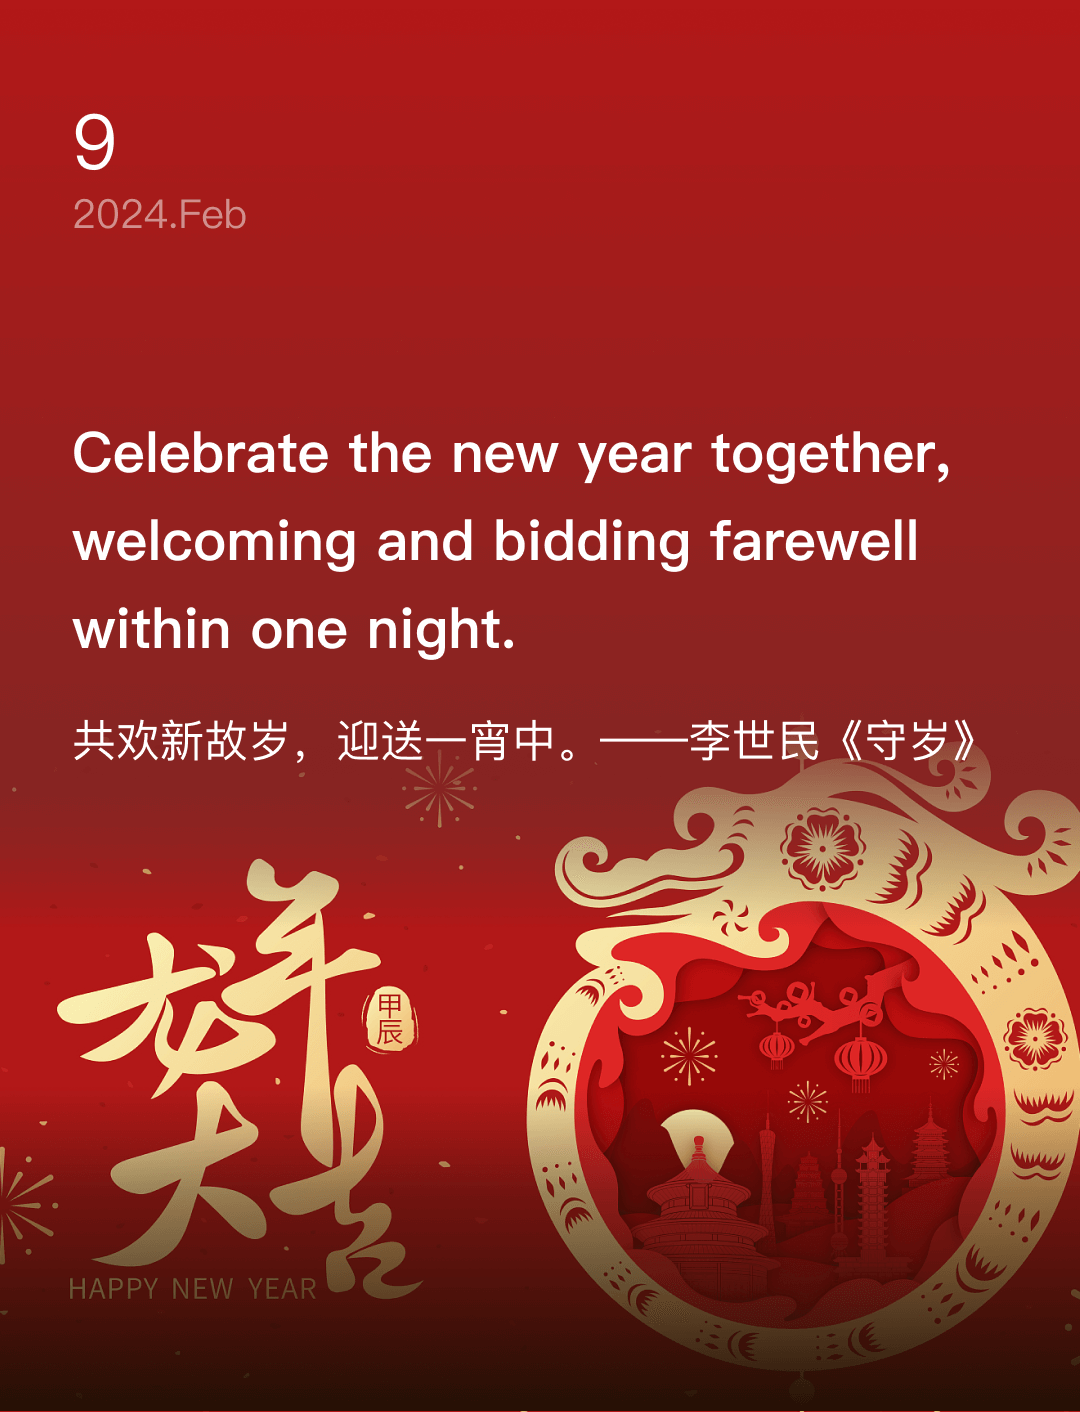 9
2024.Feb
Celebrate the new year together,
welcoming and bidding farewell
within one night.
共欢新故岁，迎送一宵中。——李世民《守岁》
龙年
甲辰
大吉
HAPPY NEW YEAR